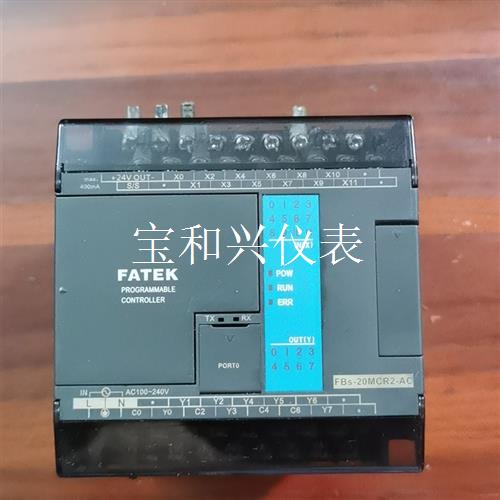 max. 400mA
+24V OUT- X0 X2 X4 X6 X8 X10 •
S/S • X1 X3 X5 X7 X9 X11 •
0 1 2 3
4 5 6 7
IN(X)
宝和兴仪表
FATEK
PROGRAMMABLE
CONTROLLER
POW
RUN
ERR
TX RX
PORT0
OUT(Y)
0 1 2 3
4 5 6 7
FBs-20MCR2-AC
IN AC100~240V
L N • Y1 Y2 Y4 Y5 Y6 •
C0 Y0 C2 Y3 C4 C6 Y7 •